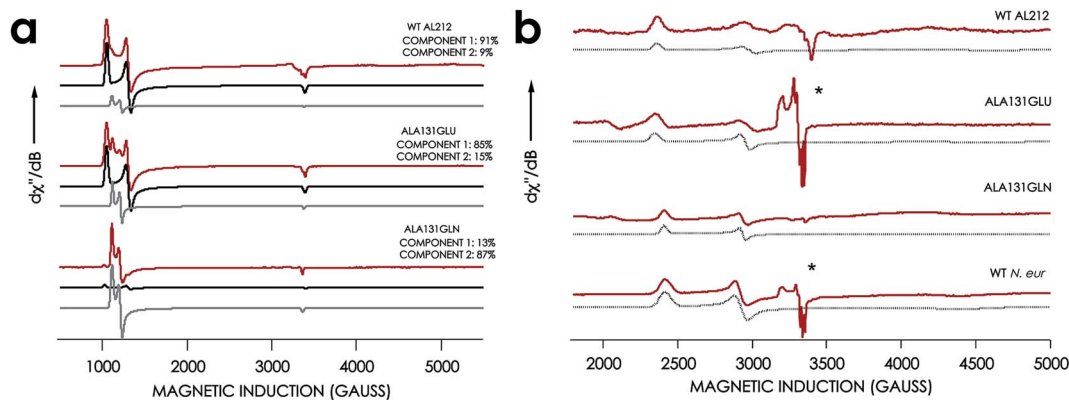 a
WT AL212
COMPONENT 1: 91%
COMPONENT 2: 9%
ALA131GLU
COMPONENT 1: 85%
COMPONENT 2: 15%
ALA131GLN
COMPONENT 1: 13%
COMPONENT 2: 87%
dχ"/dB
1000 2000 3000 4000 5000
MAGNETIC INDUCTION (GAUSS)
b
WT AL212
*
ALA131GLU
ALA131GLN
*
WT N. eur
dχ"/dB
2000 2500 3000 3500 4000 4500 5000
MAGNETIC INDUCTION (GAUSS)